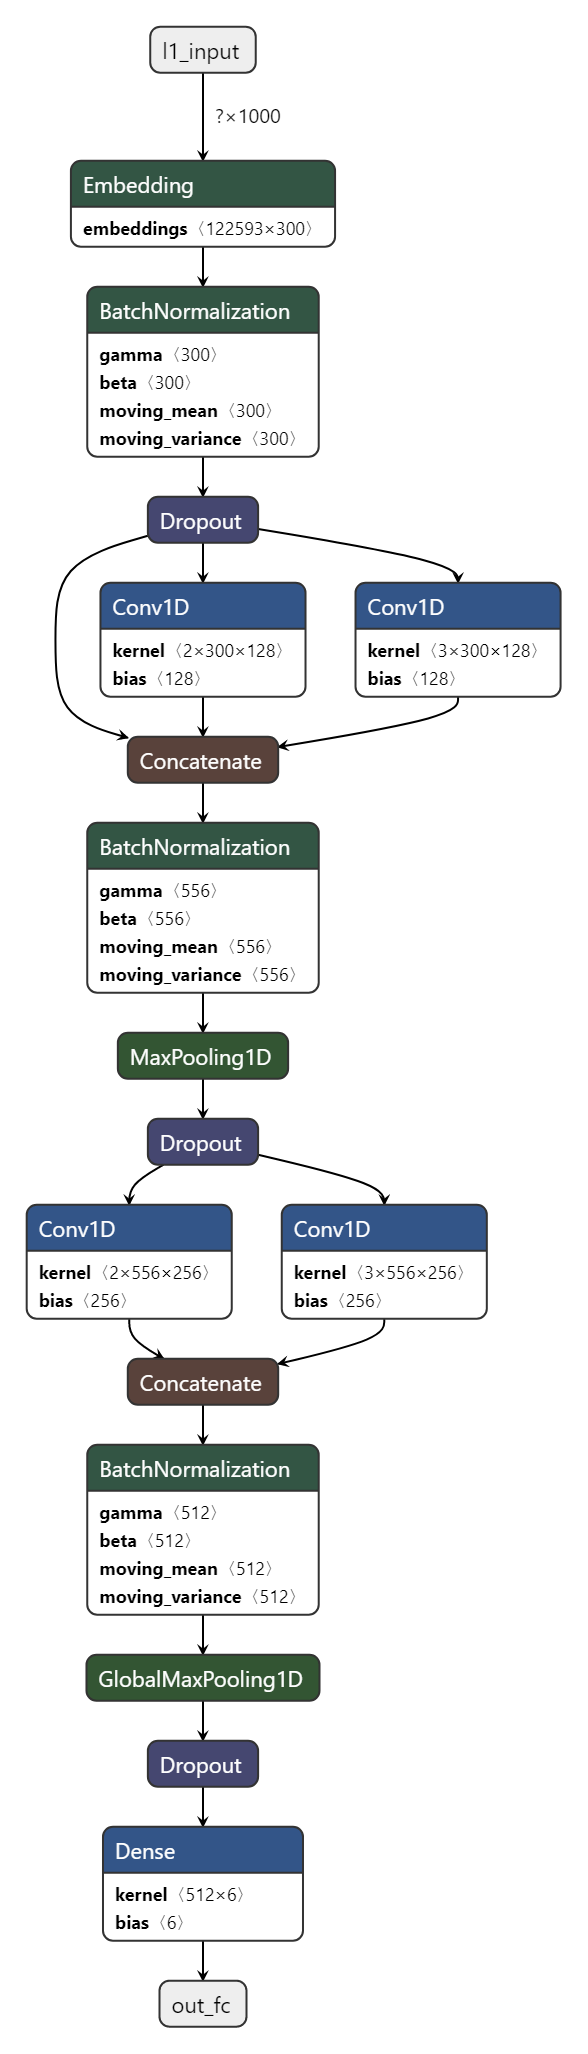 l1_input
?×1000
Embedding
embeddings 〈122593×300〉
BatchNormalization
gamma 〈300〉
beta 〈300〉
moving_mean 〈300〉
moving_variance 〈300〉
Dropout
Conv1D
kernel 〈2×300×128〉
bias 〈128〉
Conv1D
kernel 〈3×300×128〉
bias 〈128〉
Concatenate
BatchNormalization
gamma 〈556〉
beta 〈556〉
moving_mean 〈556〉
moving_variance 〈556〉
MaxPooling1D
Dropout
Conv1D
kernel 〈2×556×256〉
bias 〈256〉
Conv1D
kernel 〈3×556×256〉
bias 〈256〉
Concatenate
BatchNormalization
gamma 〈512〉
beta 〈512〉
moving_mean 〈512〉
moving_variance 〈512〉
GlobalMaxPooling1D
Dropout
Dense
kernel 〈512×6〉
bias 〈6〉
out_fc